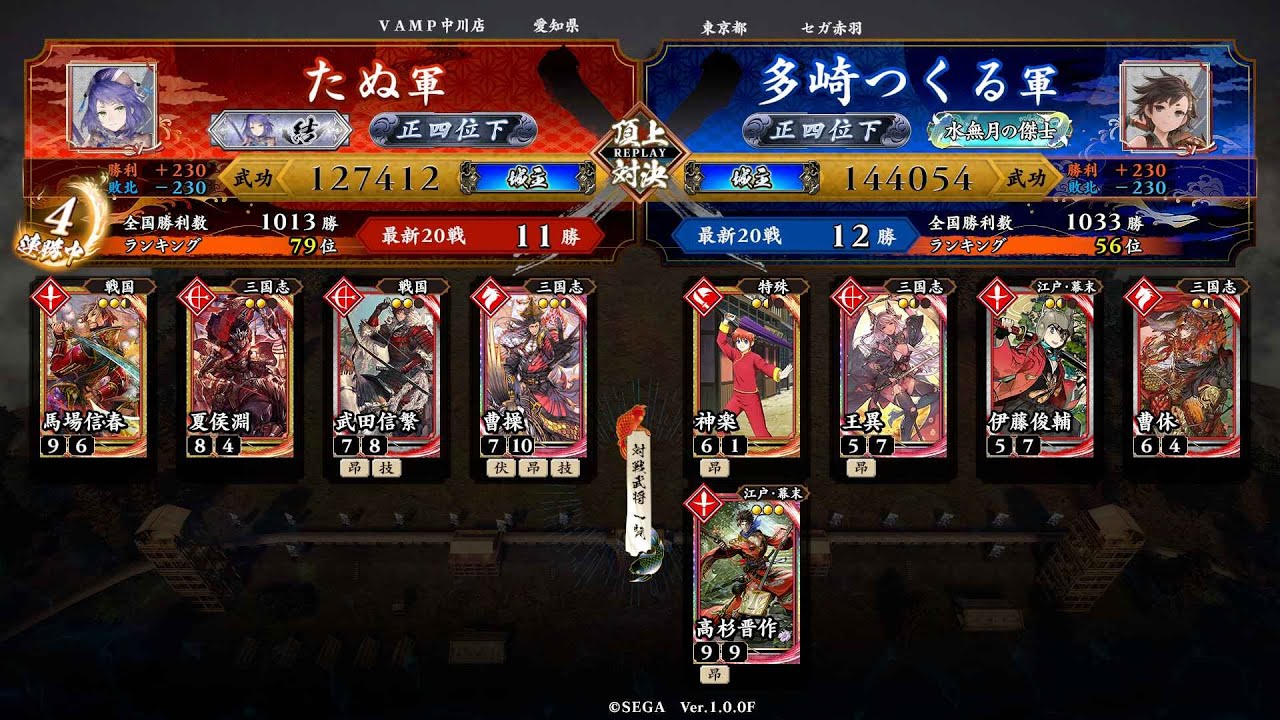 VAMP中川店 愛知県
東京都 セガ赤羽
たぬ軍
結 正四位下
勝利 +230
敗北 -230
武功 127412 城主
4連勝中
全国勝利数 1013勝
ランキング 79位
最新20戦 11勝
頂上
REPLAY
対決
多崎つくる軍
正四位下 水無月の傑士
城主 144054 武功
勝利 +230
敗北 -230
最新20戦 12勝
全国勝利数 1033勝
ランキング 56位
戦国
馬場信春
9 6
三国志
夏侯淵
8 4
戦国
武田信繁
7 8
昂 技
三国志
曹操
7 10
伏 昂 技
対戦武将一覧
特殊
神楽
6 1
昂
三国志
王異
5 7
昂
江戸・幕末
伊藤俊輔
5 7
三国志
曹休
6 4
江戸・幕末
高杉晋作
9 9
昂
©SEGA Ver.1.0.0F